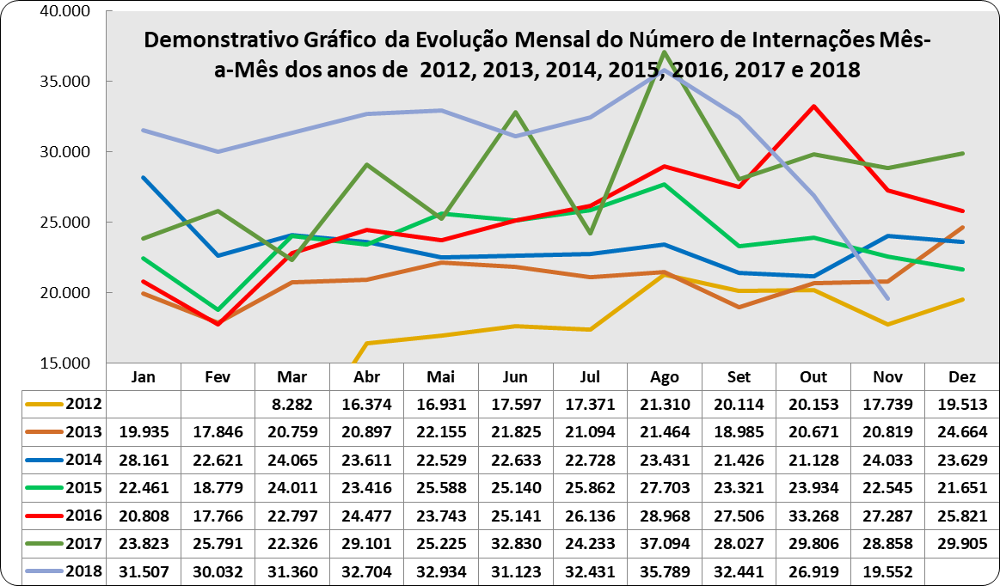 40.000
Demonstrativo Gráfico da Evolução Mensal do Número de Internações Mês-
a-Mês dos anos de 2012, 2013, 2014, 2015, 2016, 2017 e 2018
35.000
30.000
25.000
20.000
15.000
Jan Fev Mar Abr Mai Jun Jul Ago Set Out Nov Dez
2012 8.282 16.374 16.931 17.597 17.371 21.310 20.114 20.153 17.739 19.513
2013 19.935 17.846 20.759 20.897 22.155 21.825 21.094 21.464 18.985 20.671 20.819 24.664
2014 28.161 22.621 24.065 23.611 22.529 22.633 22.728 23.431 21.426 21.128 24.033 23.629
2015 22.461 18.779 24.011 23.416 25.588 25.140 25.862 27.703 23.321 23.934 22.545 21.651
2016 20.808 17.766 22.797 24.477 23.743 25.141 26.136 28.968 27.506 33.268 27.287 25.821
2017 23.823 25.791 22.326 29.101 25.225 32.830 24.233 37.094 28.027 29.806 28.858 29.905
2018 31.507 30.032 31.360 32.704 32.934 31.123 32.431 35.789 32.441 26.919 19.552